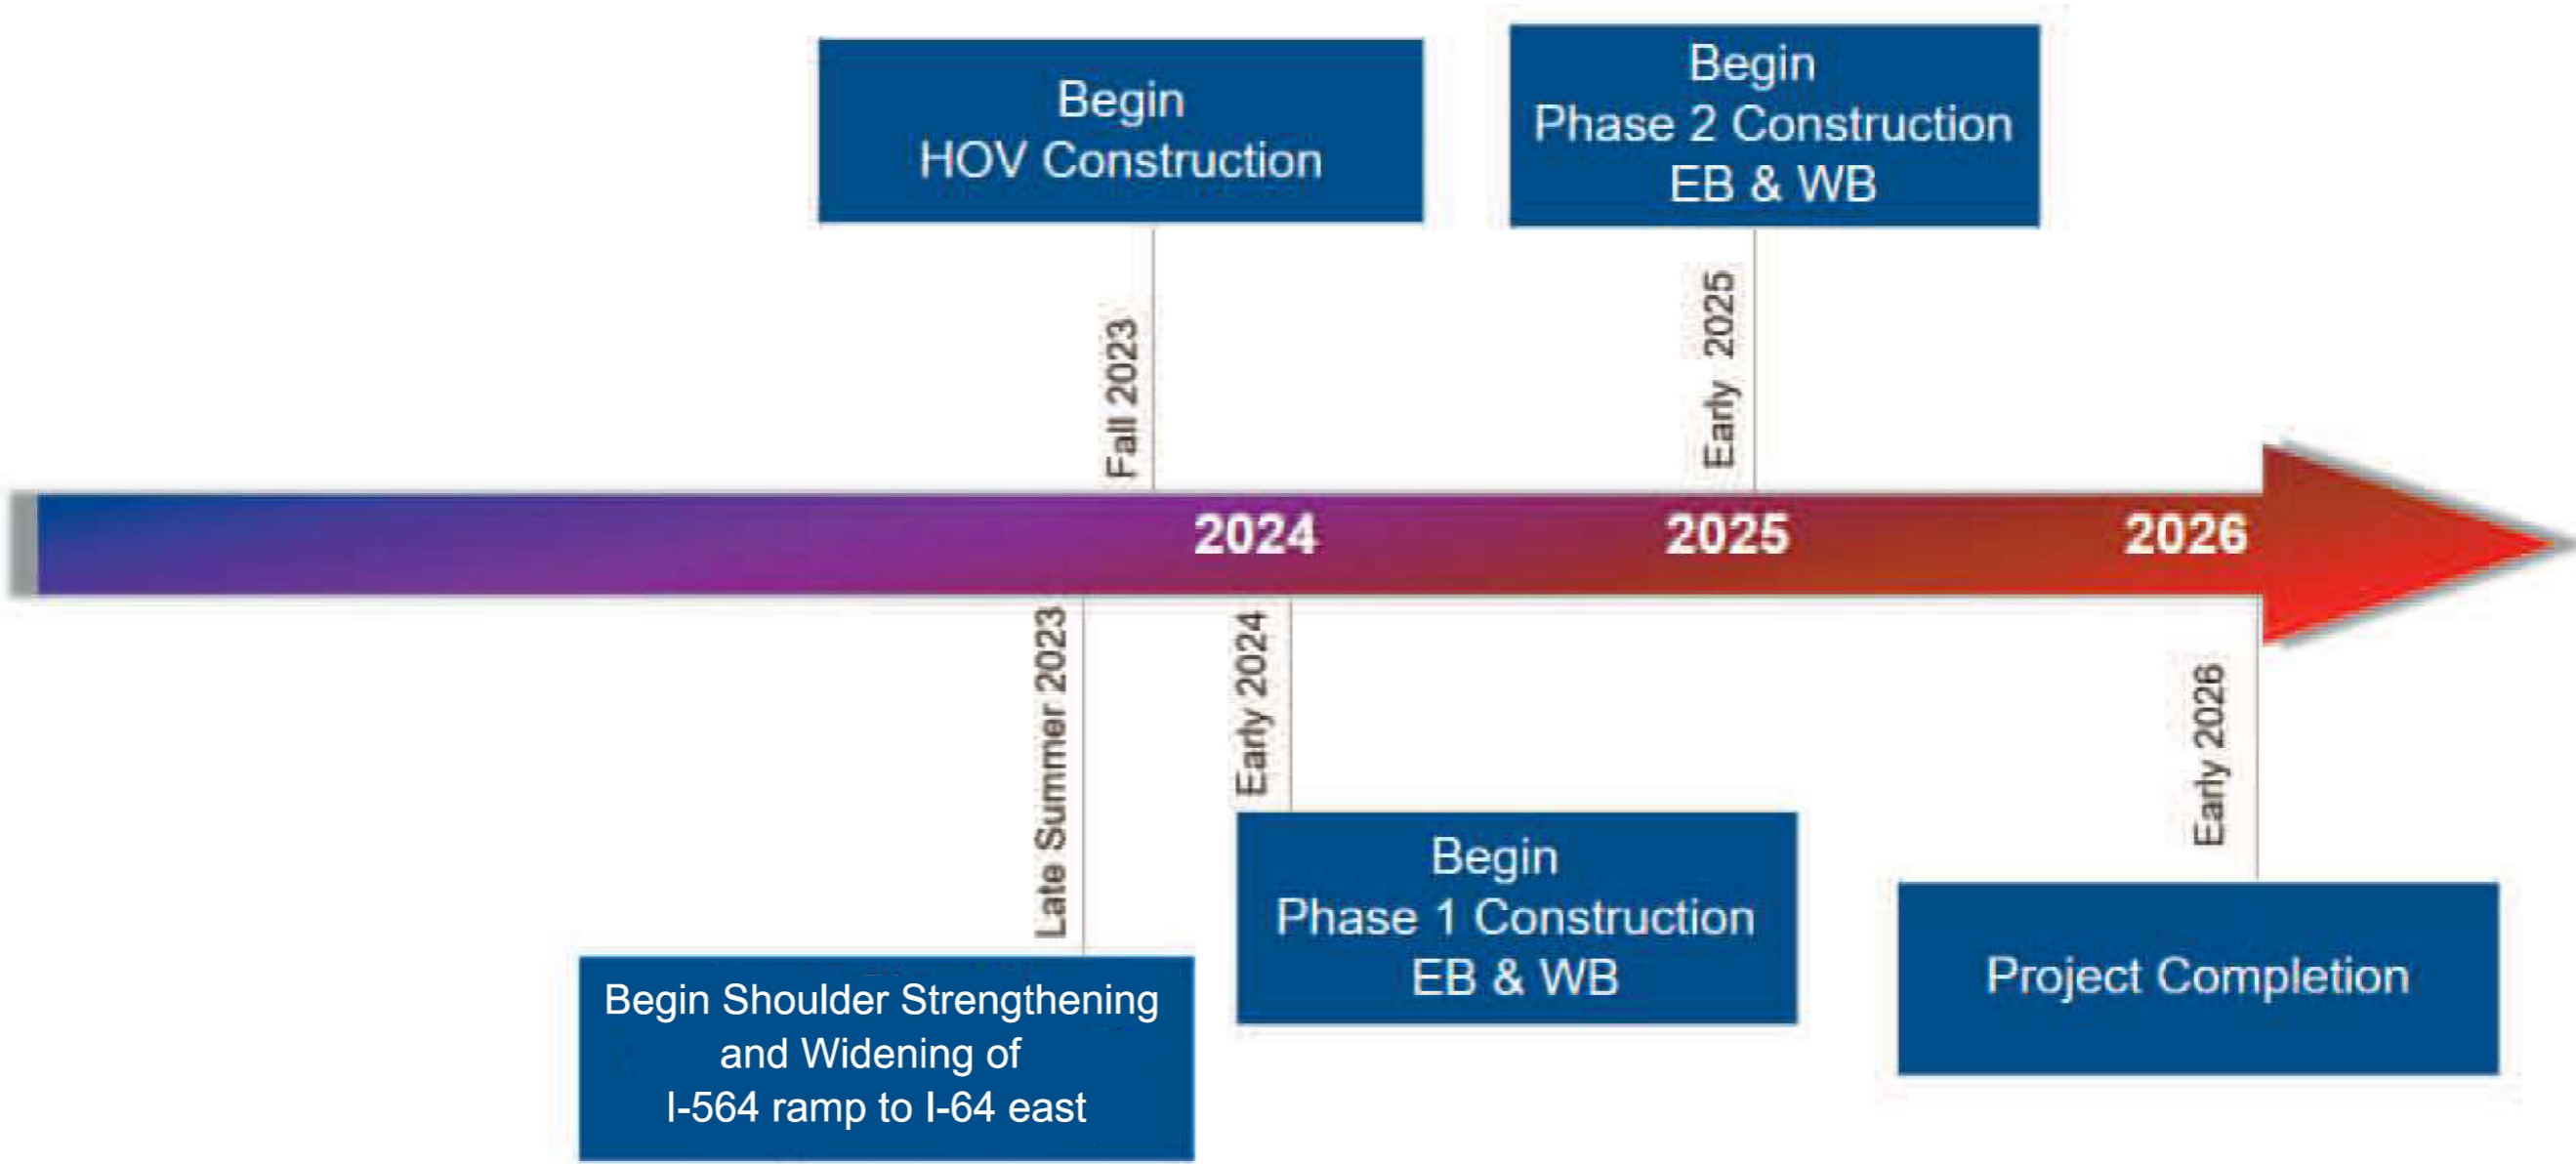 Begin
HOV Construction
Begin
Phase 2 Construction
EB & WB
Fall 2023
Early 2025
2024
2025
2026
Late Summer 2023
Early 2024
Early 2026
Begin Shoulder Strengthening
and Widening of
I-564 ramp to I-64 east
Begin
Phase 1 Construction
EB & WB
Project Completion